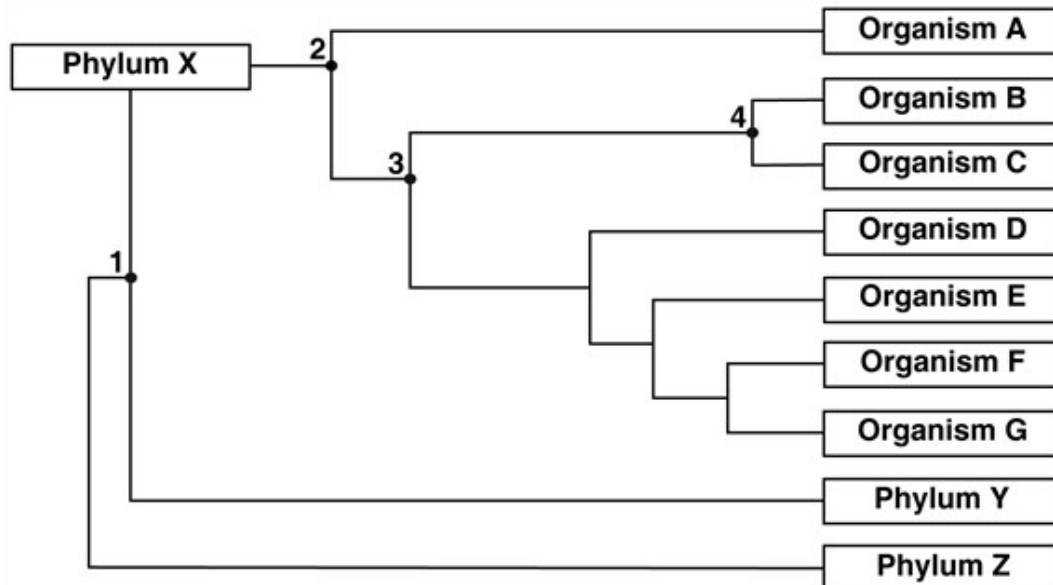 Organism A
2
Phylum X
Organism B
4
3
Organism C
Organism D
1
Organism E
Organism F
Organism G
Phylum Y
Phylum Z